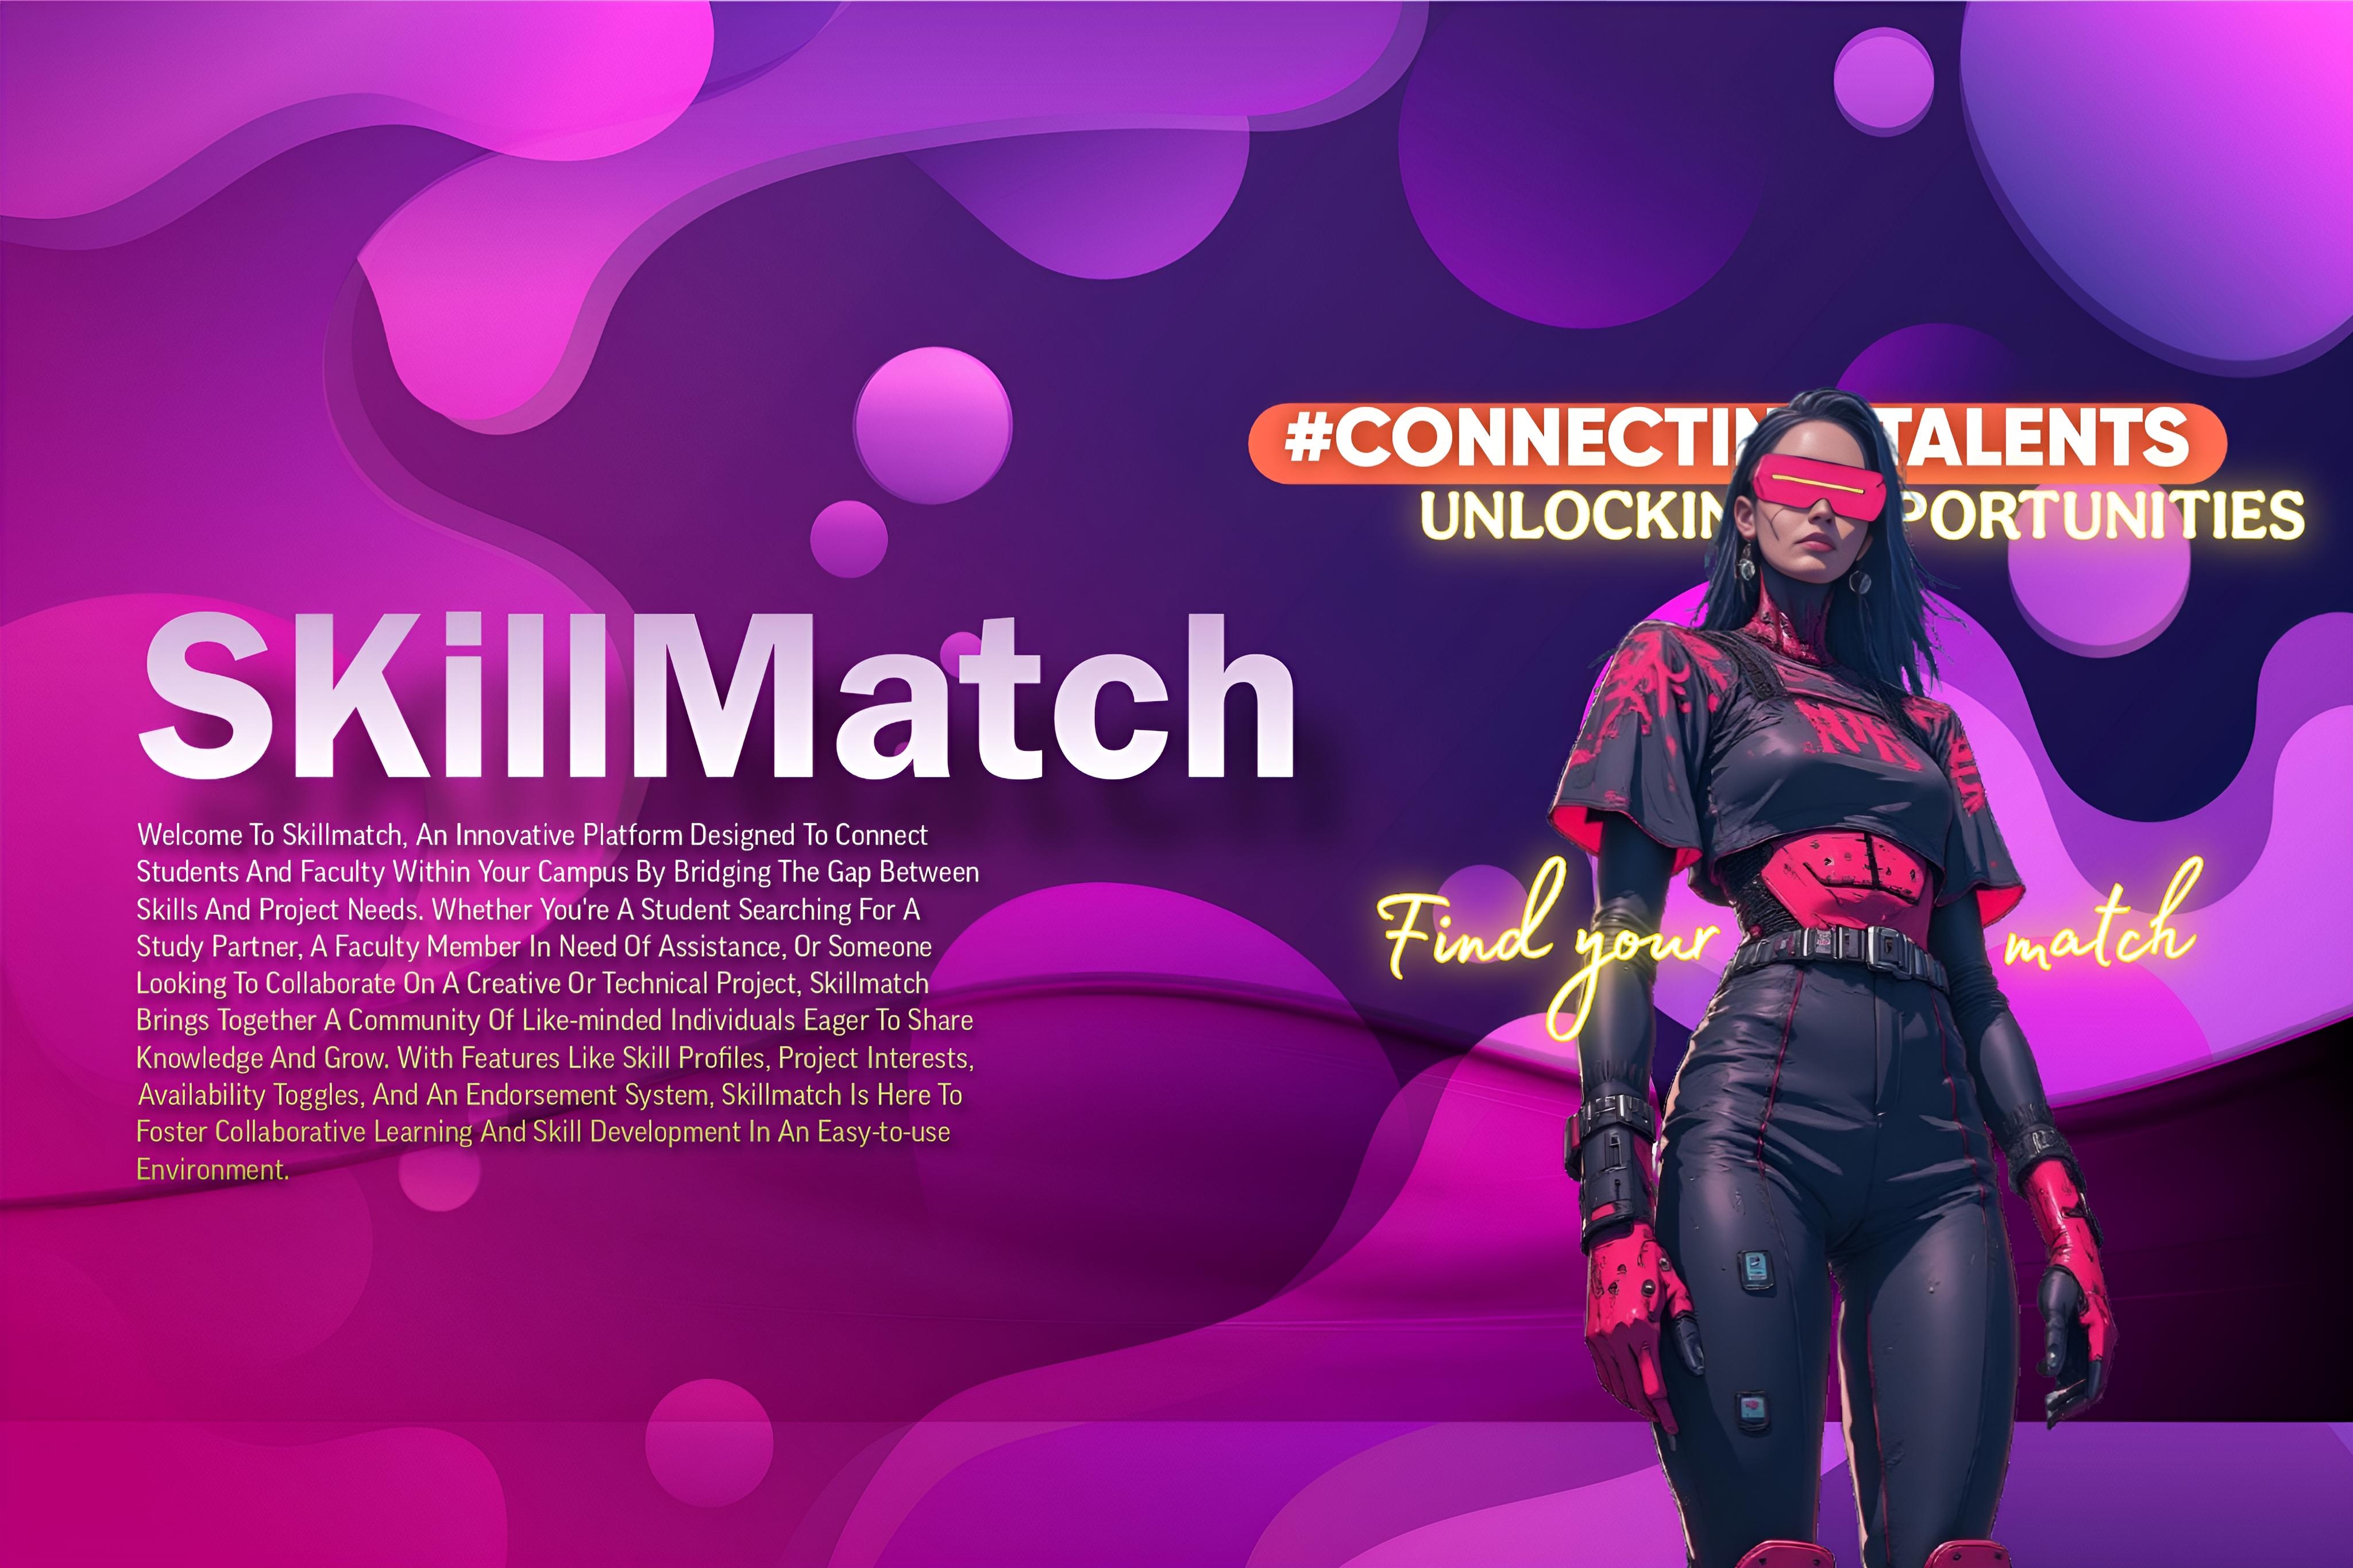 #CONNECTIN TALENTS
UNLOCKIN PORTUNITIES
SKillMatch
Welcome To Skillmatch, An Innovative Platform Designed To Connect
Students And Faculty Within Your Campus By Bridging The Gap Between
Skills And Project Needs. Whether You're A Student Searching For A
Study Partner, A Faculty Member In Need Of Assistance, Or Someone
Looking To Collaborate On A Creative Or Technical Project, Skillmatch
Brings Together A Community Of Like-minded Individuals Eager To Share
Knowledge And Grow. With Features Like Skill Profiles, Project Interests,
Availability Toggles, And An Endorsement System, Skillmatch Is Here To
Foster Collaborative Learning And Skill Development In An Easy-to-use
Environment.
Find your match